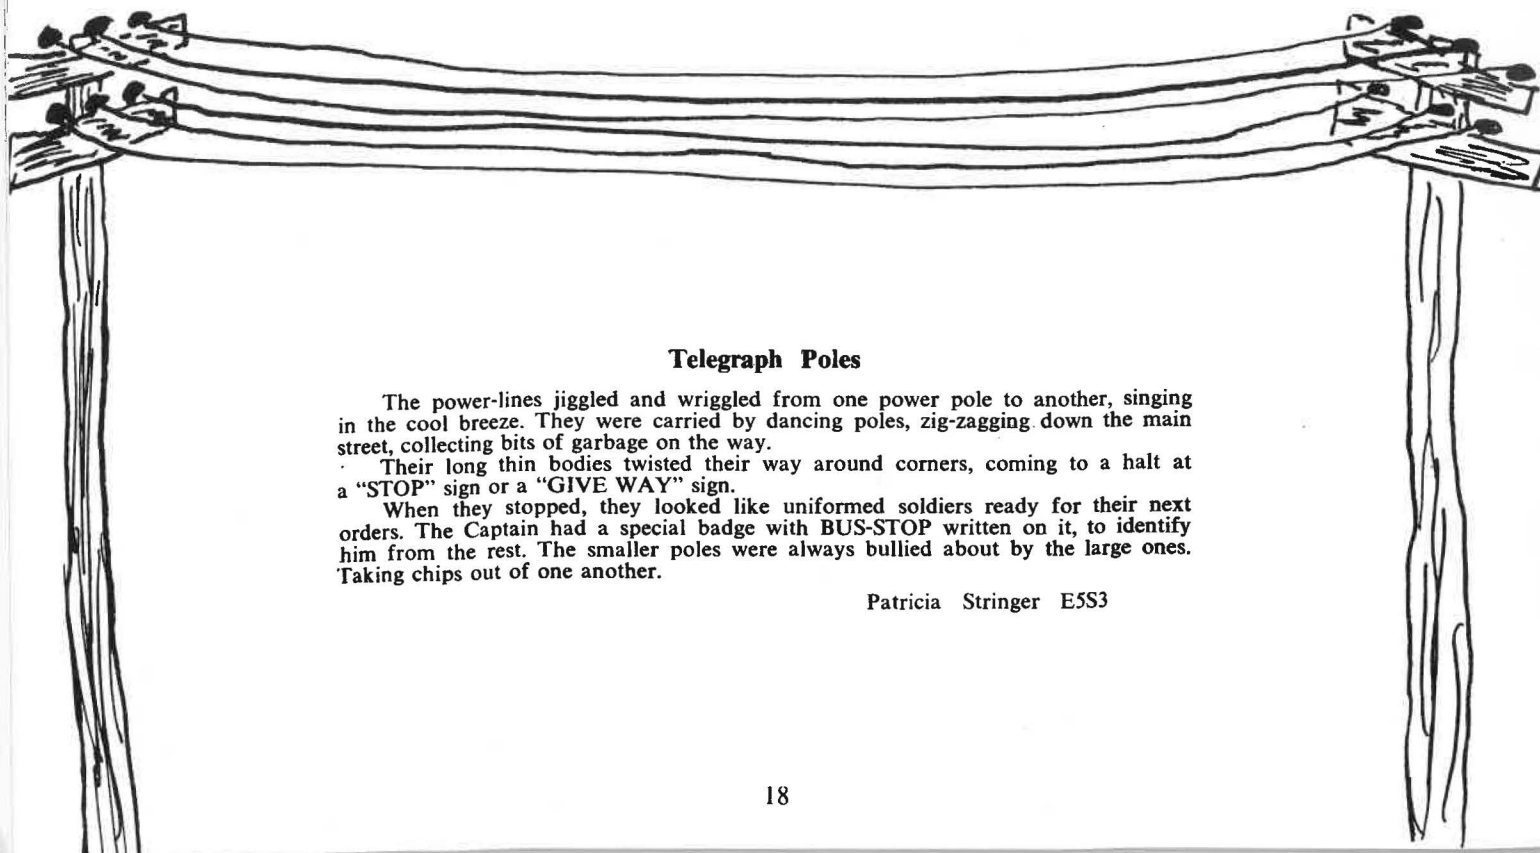 Telegraph Poles
The power-lines jiggled and wriggled from one power pole to another, singing
in the cool breeze. They were carried by dancing poles, zig-zagging down the main
street, collecting bits of garbage on the way.
Their long thin bodies twisted their way around corners, coming to a halt at
a “STOP” sign or a “GIVE WAY” sign.
When they stopped, they looked like uniformed soldiers ready for their next
orders. The Captain had a special badge with BUS-STOP written on it, to identify
him from the rest. The smaller poles were always bullied about by the large ones.
Taking chips out of one another.
Patricia Stringer E5S3
18